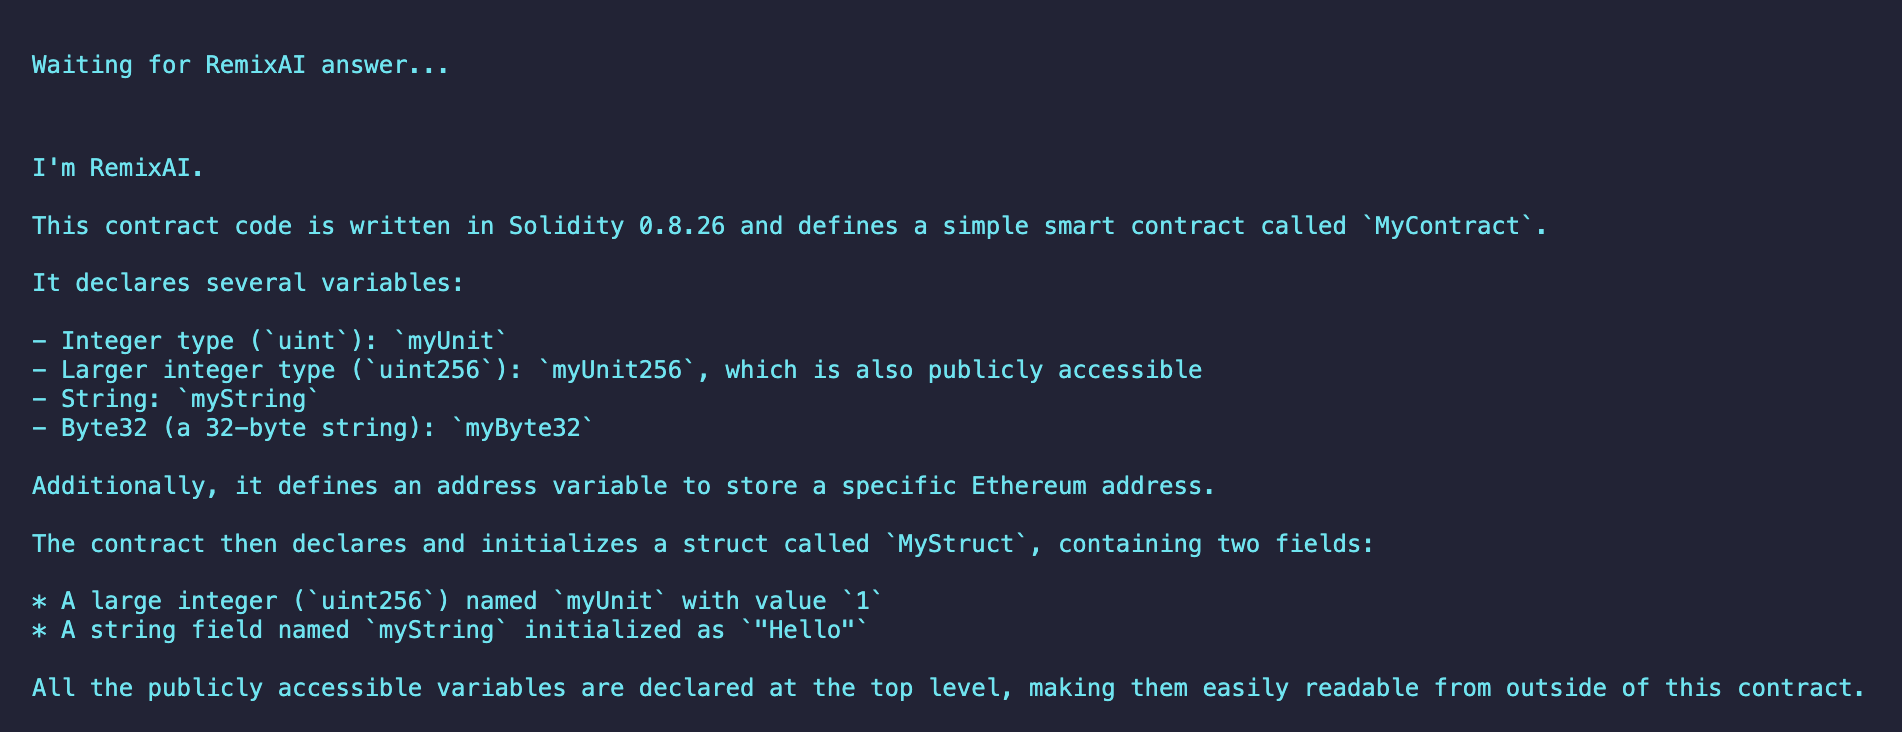 Waiting for RemixAI answer...
I'm RemixAI.
This contract code is written in Solidity 0.8.26 and defines a simple smart contract called `MyContract`.
It declares several variables:
- Integer type (`uint`): `myUnit`
- Larger integer type (`uint256`): `myUnit256`, which is also publicly accessible
- String: `myString`
- Byte32 (a 32-byte string): `myByte32`
Additionally, it defines an address variable to store a specific Ethereum address.
The contract then declares and initializes a struct called `MyStruct`, containing two fields:
* A large integer (`uint256`) named `myUnit` with value `1`
* A string field named `myString` initialized as `"Hello"`
All the publicly accessible variables are declared at the top level, making them easily readable from outside of this contract.